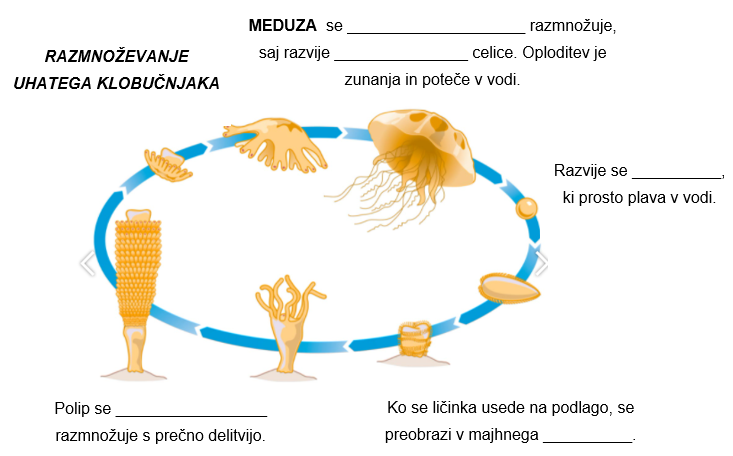 RAZMNOŽEVANJE
UHATEGA KLOBUČNJAKA
MEDUZA se ____________________ razmnožuje,
saj razvije _______________ celice. Oploditev je
zunanja in poteče v vodi.
Razvije se __________,
ki prosto plava v vodi.
Ko se ličinka usede na podlago, se
preobrazi v majhnega __________.
Polip se _________________
razmnožuje s prečno delitvijo.